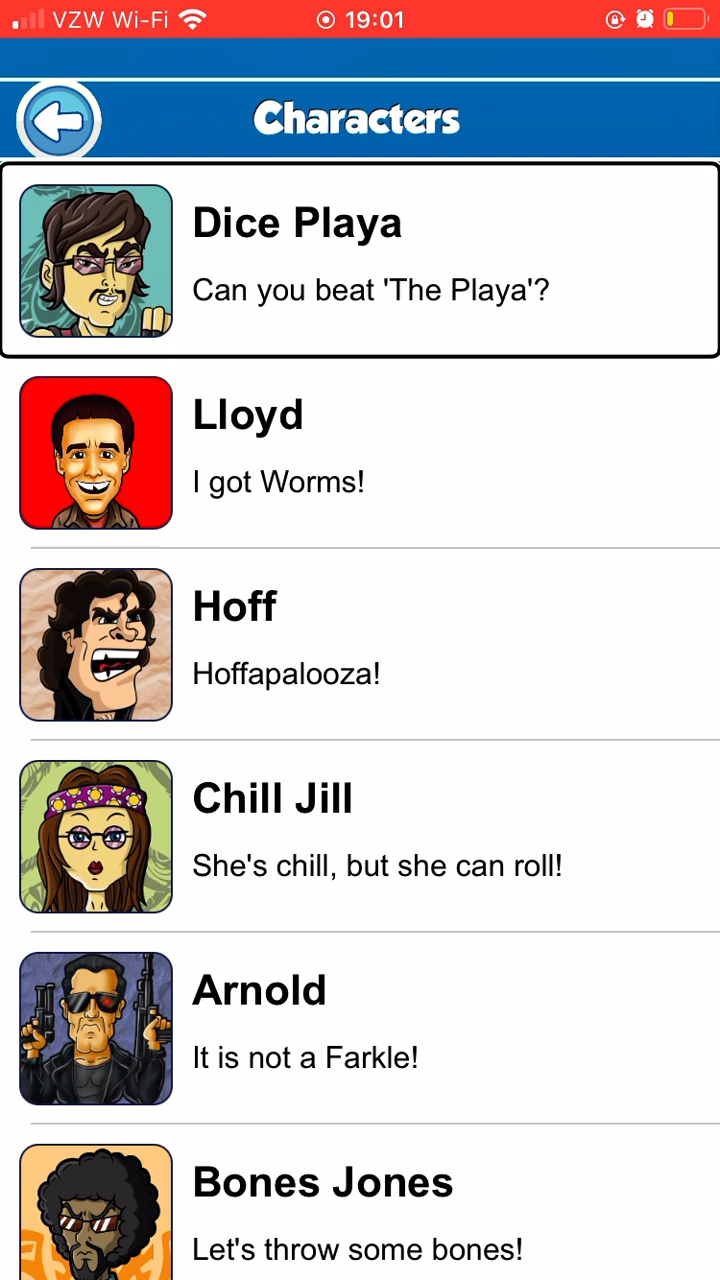 VZW Wi-Fi 19:01
Characters
Dice Playa
Can you beat 'The Playa'?
Lloyd
I got Worms!
Hoff
Hoffapalooza!
Chill Jill
She's chill, but she can roll!
Arnold
It is not a Farkle!
Bones Jones
Let's throw some bones!